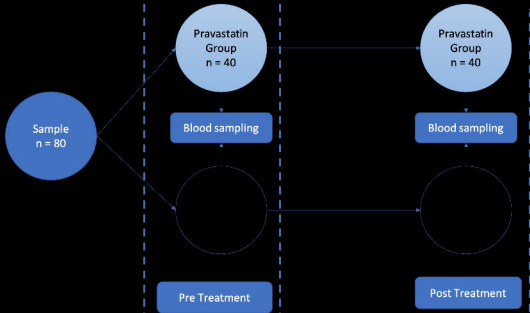 Pravastatin
Group
n = 40
Pravastatin
Group
n = 40
Sample
n = 80
Blood sampling
Blood sampling
Pre Treatment
Post Treatment